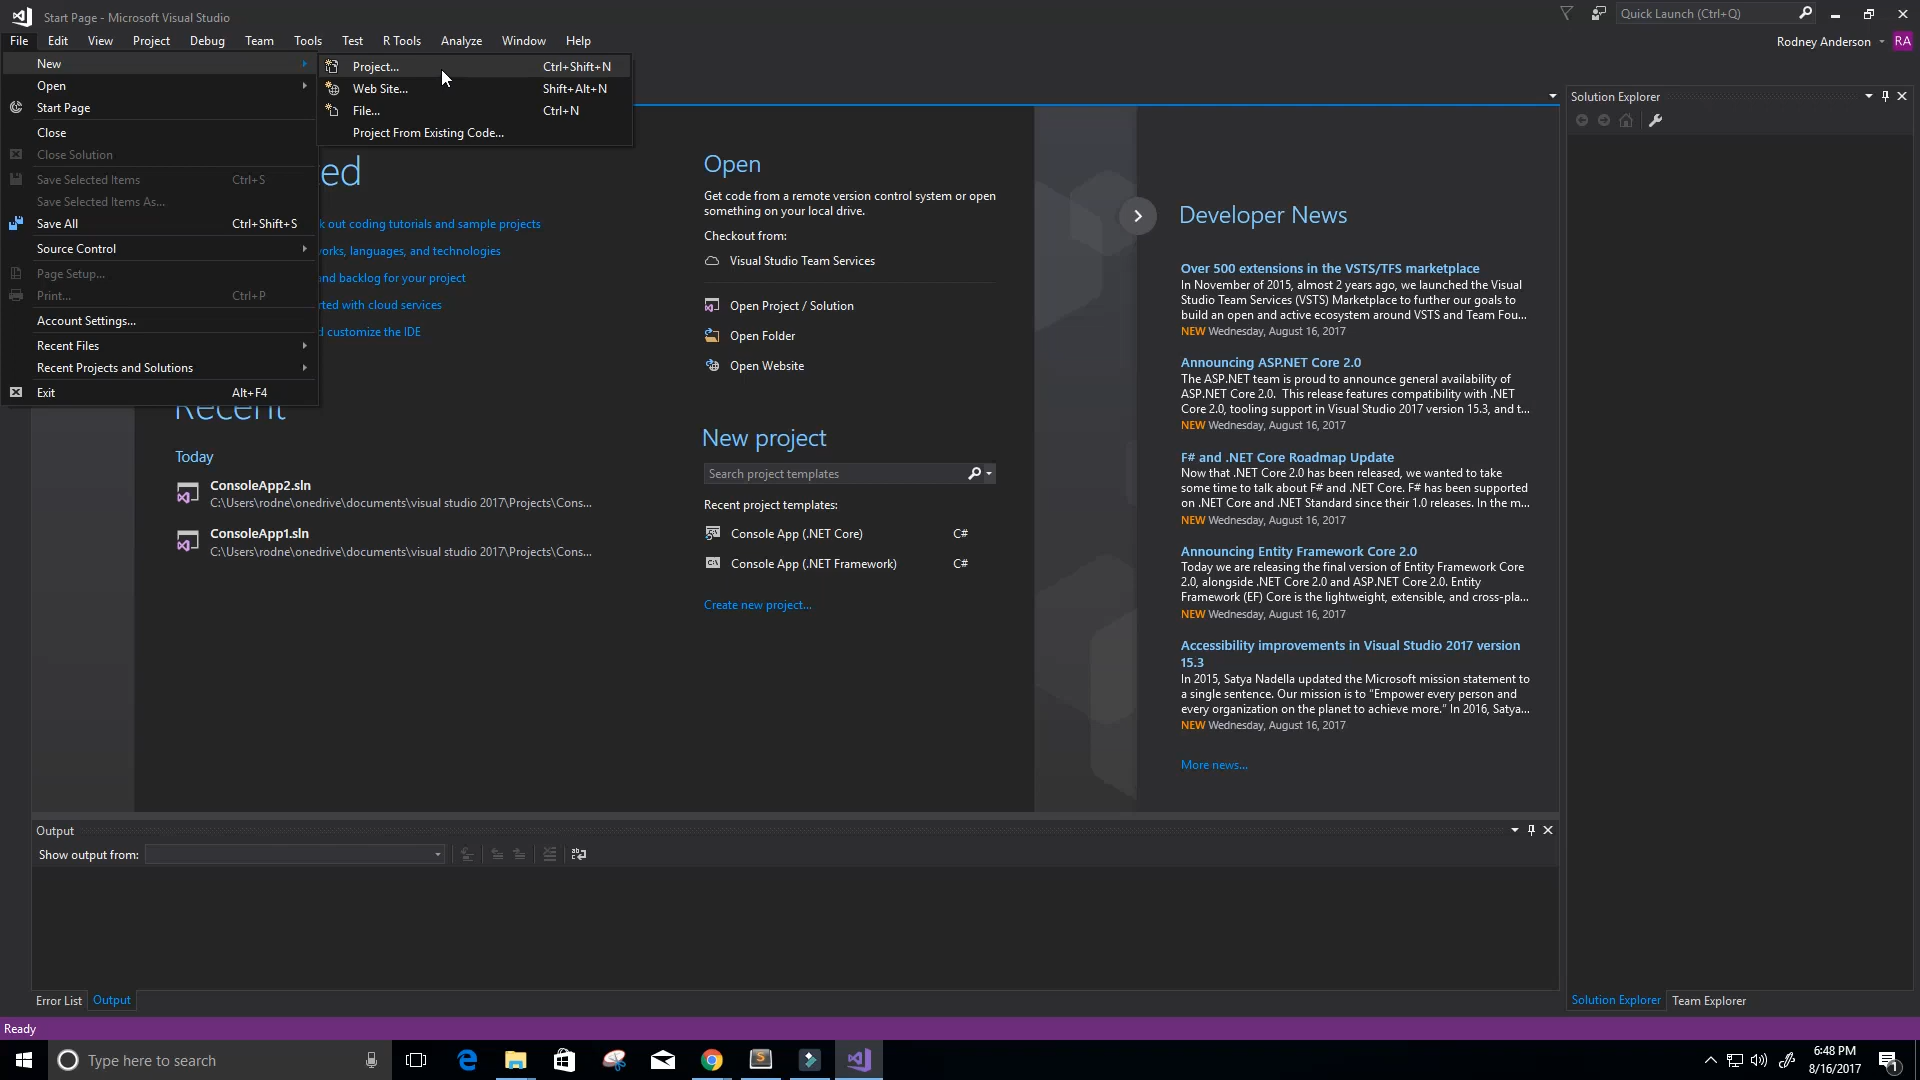 Start Page - Microsoft Visual Studio
Quick Launch (Ctrl+Q)
File Edit View Project Debug Team Tools Test R Tools Analyze Window Help
Rodney Anderson RA
New
Open
Start Page
Close
Close Solution
Save Selected Items Ctrl+S
Save Selected Items As...
Save All Ctrl+Shift+S
Source Control
Page Setup...
Print... Ctrl+P
Account Settings...
Recent Files
Recent Projects and Solutions
Exit Alt+F4
Project... Ctrl+Shift+N
Web Site... Shift+Alt+N
File... Ctrl+N
Project From Existing Code...
ed
k out coding tutorials and sample projects
orks, languages, and technologies
nd backlog for your project
rted with cloud services
d customize the IDE
Recent
Today
ConsoleApp2.sln
C:\Users\rodne\onedrive\documents\visual studio 2017\Projects\Cons...
ConsoleApp1.sln
C:\Users\rodne\onedrive\documents\visual studio 2017\Projects\Cons...
Open
Get code from a remote version control system or open
something on your local drive.
Checkout from:
Visual Studio Team Services
Open Project / Solution
Open Folder
Open Website
New project
Search project templates
Recent project templates:
Console App (.NET Core) C#
Console App (.NET Framework) C#
Create new project...
Developer News
Over 500 extensions in the VSTS/TFS marketplace
In November of 2015, almost 2 years ago, we launched the Visual
Studio Team Services (VSTS) Marketplace to further our goals to
build an open and active ecosystem around VSTS and Team Fou...
NEW Wednesday, August 16, 2017
Announcing ASP.NET Core 2.0
The ASP.NET team is proud to announce general availability of
ASP.NET Core 2.0.  This release features compatibility with .NET
Core 2.0, tooling support in Visual Studio 2017 version 15.3, and t...
NEW Wednesday, August 16, 2017
F# and .NET Core Roadmap Update
Now that .NET Core 2.0 has been released, we wanted to take
some time to talk about F# and .NET Core. F# has been supported
on .NET Core and .NET Standard since their 1.0 releases. In the m...
NEW Wednesday, August 16, 2017
Announcing Entity Framework Core 2.0
Today we are releasing the final version of Entity Framework Core
2.0, alongside .NET Core 2.0 and ASP.NET Core 2.0. Entity
Framework (EF) Core is the lightweight, extensible, and cross-pla...
NEW Wednesday, August 16, 2017
Accessibility improvements in Visual Studio 2017 version
15.3
In 2015, Satya Nadella updated the Microsoft mission statement to
a single sentence. Our mission is to “Empower every person and
every organization on the planet to achieve more.” In 2016, Satya...
NEW Wednesday, August 16, 2017
More news...
Solution Explorer
Output
Show output from:
Error List Output
Solution Explorer Team Explorer
Ready
Type here to search
6:48 PM
8/16/2017
1